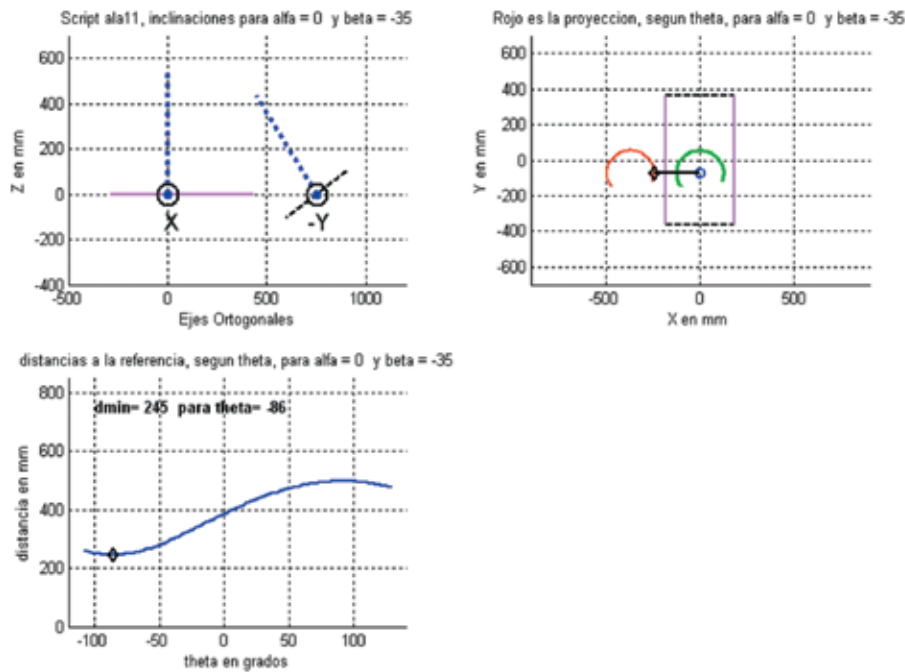 Script ala11, inclinaciones para alfa = 0 y beta = -35
Z en mm
600
400
200
0
-200
-400
X
-Y
-500
0
500
1000
Ejes Ortogonales
Rojo es la proyeccion, segun theta, para alfa = 0 y beta = -35
Y en mm
600
400
200
0
-200
-400
-600
-500
0
500
X en mm
distancias a la referencia, segun theta, para alfa = 0 y beta = -35
distancia en mm
800
600
400
200
0
dmin= 245 para theta= -86
-100
-50
0
50
100
theta en grados